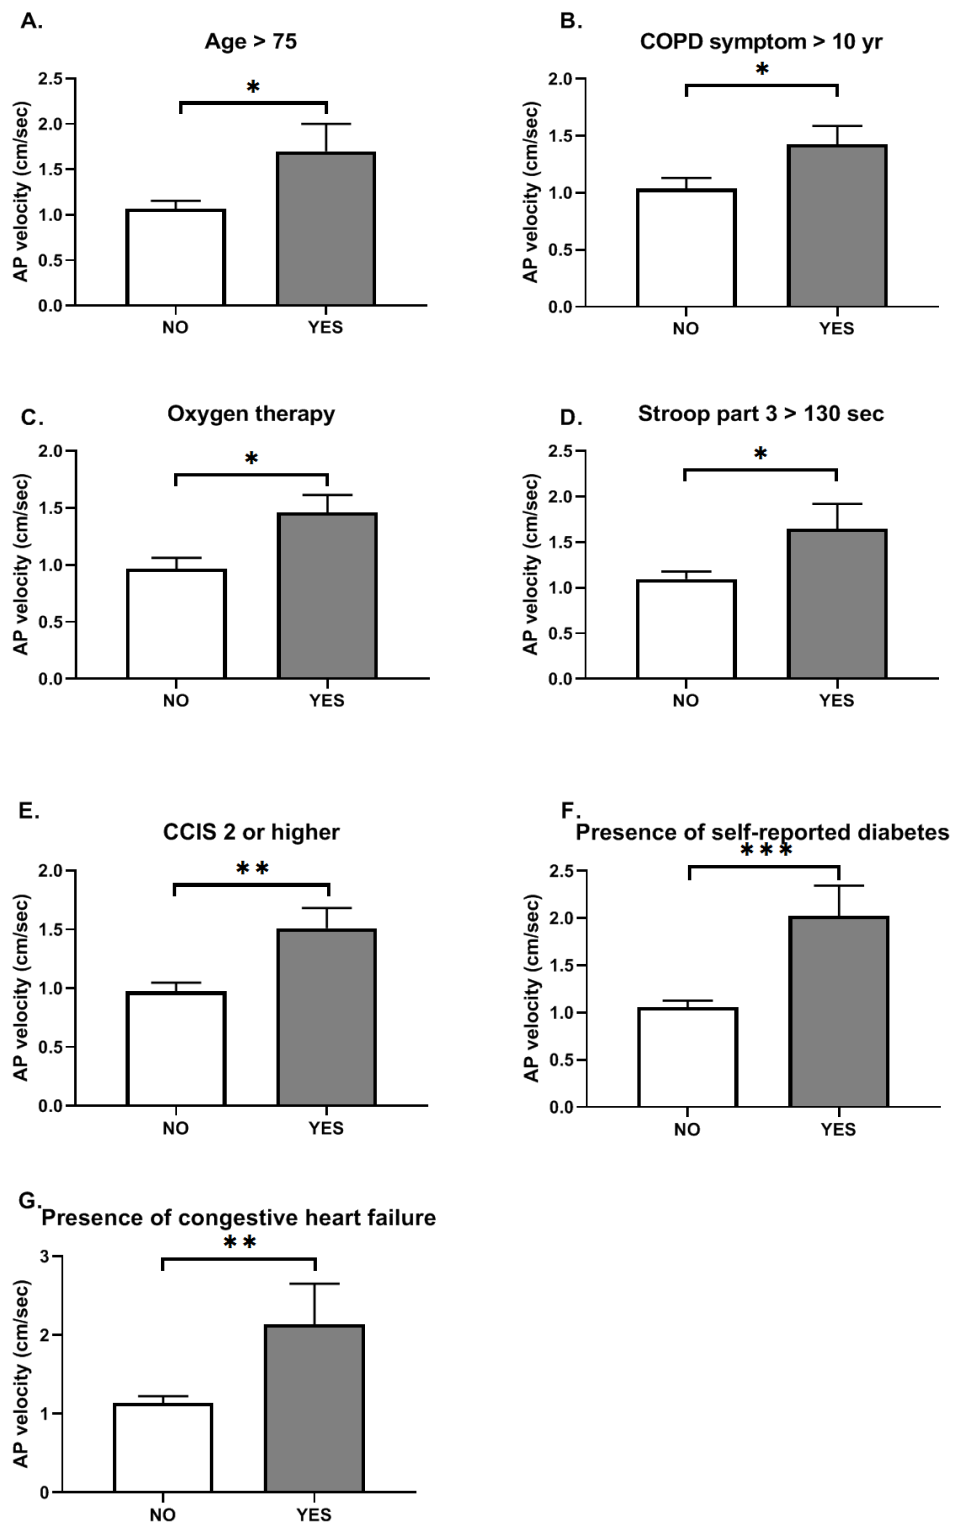 A.
Age > 75
*
AP velocity (cm/sec)
2.5
2.0
1.5
1.0
0.5
0.0
NO
YES
B.
COPD symptom > 10 yr
*
AP velocity (cm/sec)
2.0
1.5
1.0
0.5
0.0
NO
YES
C.
Oxygen therapy
*
AP velocity (cm/sec)
2.0
1.5
1.0
0.5
0.0
NO
YES
D.
Stroop part 3 > 130 sec
*
AP velocity (cm/sec)
2.5
2.0
1.5
1.0
0.5
0.0
NO
YES
E.
CCIS 2 or higher
**
AP velocity (cm/sec)
2.0
1.5
1.0
0.5
0.0
NO
YES
F.
Presence of self-reported diabetes
***
AP velocity (cm/sec)
2.5
2.0
1.5
1.0
0.5
0.0
NO
YES
G.
Presence of congestive heart failure
**
AP velocity (cm/sec)
3
2
1
0
NO
YES